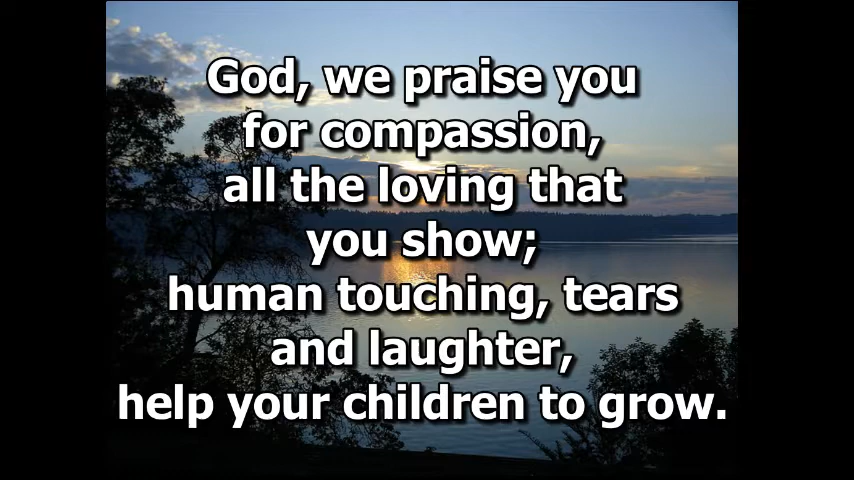 God, we praise you
for compassion,
all the loving that
you show;
human touching, tears
and laughter,
help your children to grow.